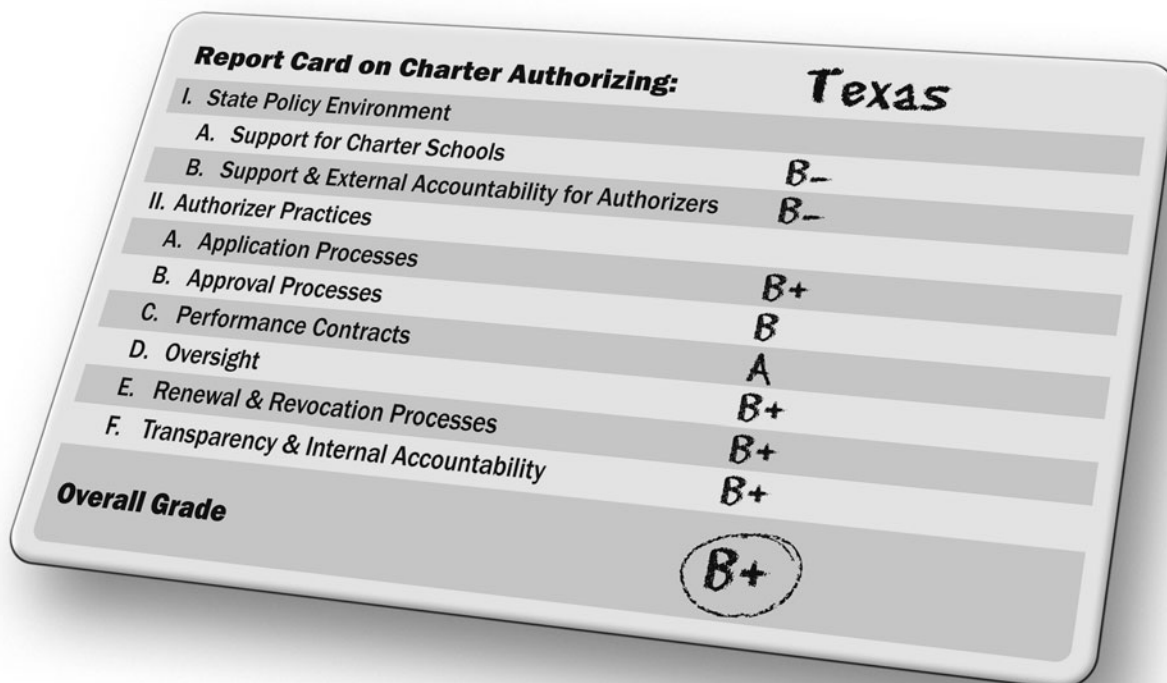 Report Card on Charter Authorizing: Texas
I. State Policy Environment
A. Support for Charter Schools B-
B. Support & External Accountability for Authorizers B-
II. Authorizer Practices
A. Application Processes B+
B. Approval Processes B
C. Performance Contracts A
D. Oversight B+
E. Renewal & Revocation Processes B+
F. Transparency & Internal Accountability B+
Overall Grade B+